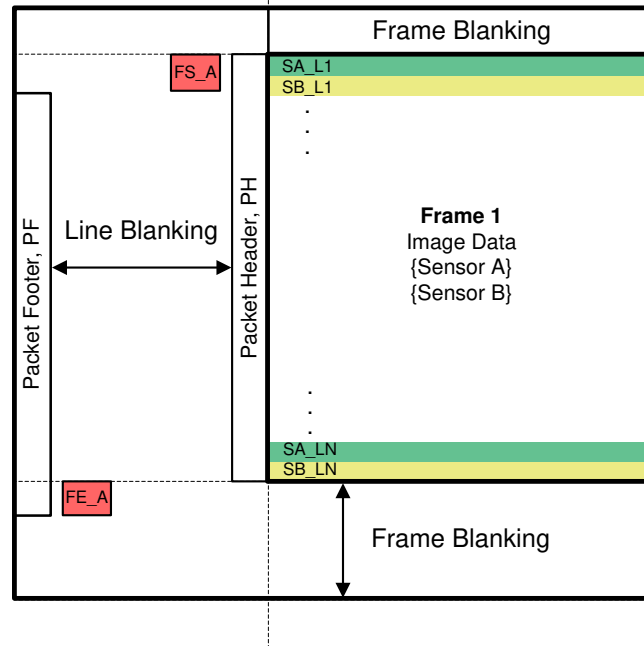 Frame Blanking
FS_A
SA_L1
SB_L1
.
.
.
Packet Footer, PF
Line Blanking
Packet Header, PH
Frame 1
Image Data
{Sensor A}
{Sensor B}
.
.
.
SA_LN
SB_LN
FE_A
Frame Blanking